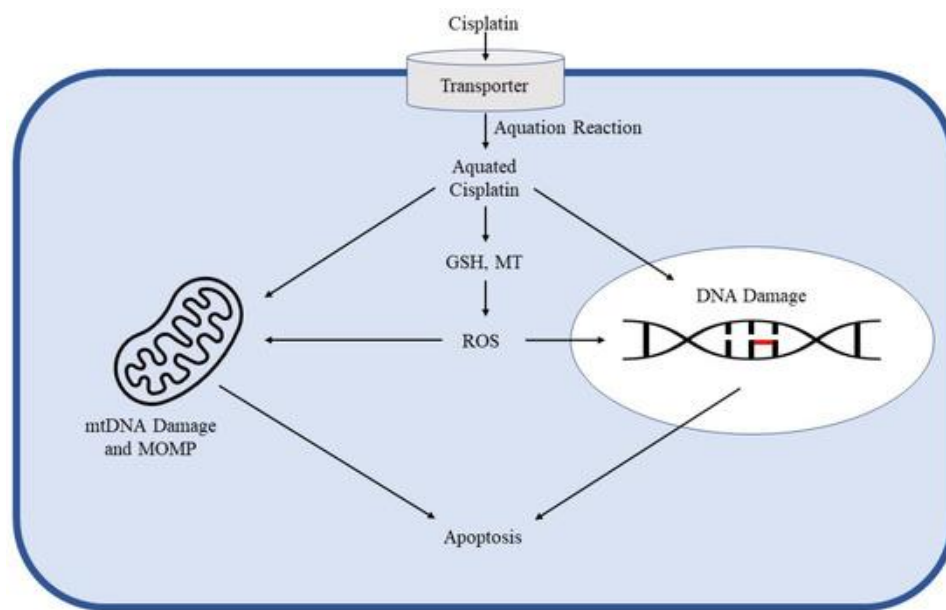 Cisplatin
Transporter
Aquation Reaction
Aquated
Cisplatin
GSH, MT
DNA Damage
ROS
mtDNA Damage
and MOMP
Apoptosis